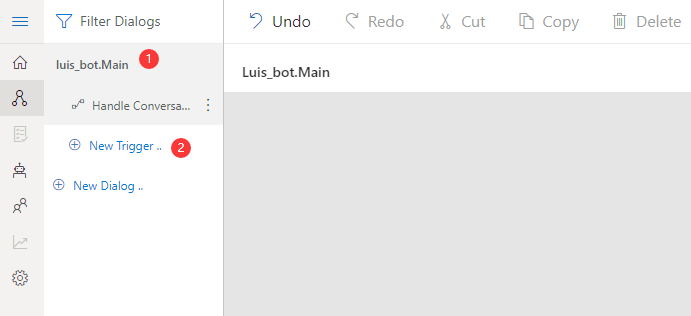 Filter Dialogs
Undo Redo Cut Copy Delete
luis_bot.Main 1
Luis_bot.Main
Handle Conversa...
New Trigger .. 2
New Dialog ..